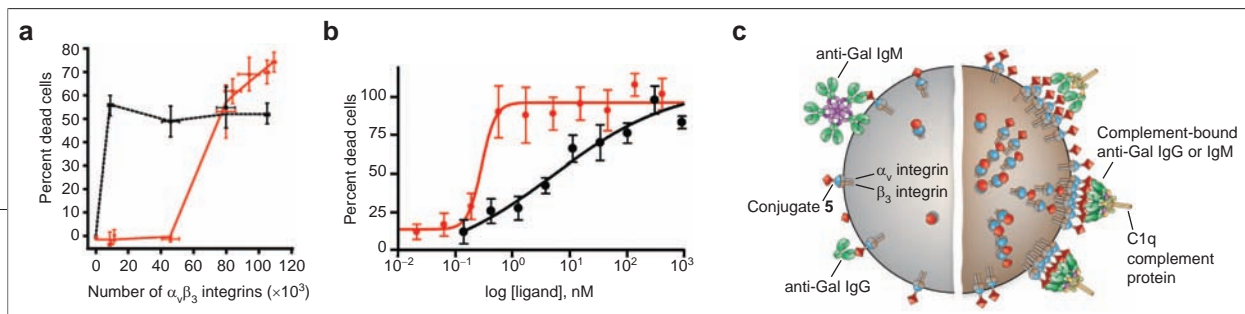 a
Percent dead cells
80
70
60
50
40
30
20
10
0
0 20 40 60 80 100 120
Number of αvβ3 integrins (×10³)
b
Percent dead cells
100
75
50
25
0
10⁻² 10⁻¹ 10⁰ 10¹ 10² 10³
log [ligand], nM
c
anti-Gal IgM
αv integrin
β3 integrin
Conjugate 5
anti-Gal IgG
Complement-bound
anti-Gal IgG or IgM
C1q
complement
protein